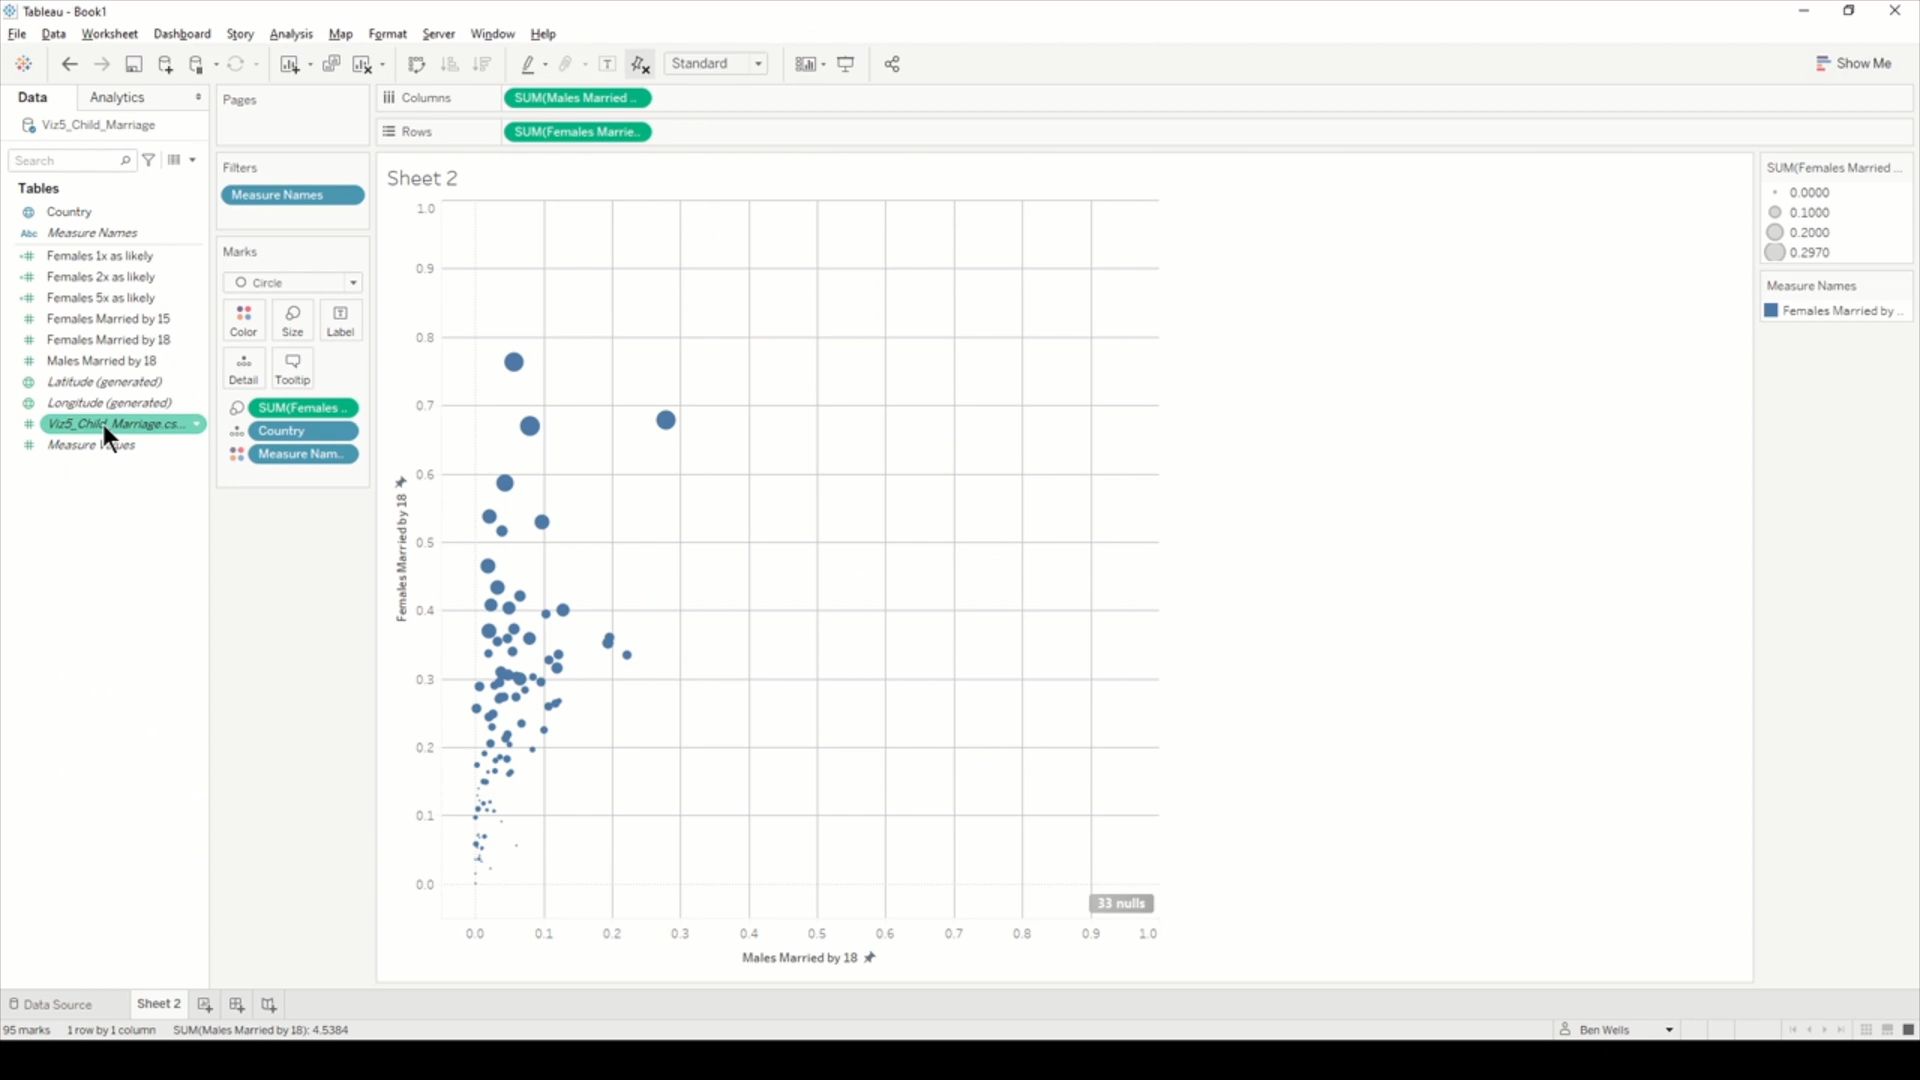 Tableau - Book1
File Data Worksheet Dashboard Story Analysis Map Format Server Window Help
Standard
Show Me
Data Analytics
Viz5_Child_Marriage
Search
Tables
Country
Abc Measure Names
Females 1x as likely
Females 2x as likely
Females 5x as likely
Females Married by 15
Females Married by 18
Males Married by 18
Latitude (generated)
Longitude (generated)
Viz5_Child_Marriage.cs...
Measure Values
Pages
Filters
Measure Names
Marks
Circle
Color Size Label
Detail Tooltip
SUM(Females ..
Country
Measure Nam..
Columns SUM(Males Married ..
Rows SUM(Females Marrie..
Sheet 2
1.0
0.9
0.8
0.7
0.6
0.5
0.4
0.3
0.2
0.1
0.0
Females Married by 18
33 nulls
0.0 0.1 0.2 0.3 0.4 0.5 0.6 0.7 0.8 0.9 1.0
Males Married by 18
SUM(Females Married ...
0.0000
0.1000
0.2000
0.2970
Measure Names
Females Married by ..
Data Source Sheet 2
95 marks 1 row by 1 column SUM(Males Married by 18): 4.5384
Ben Wells